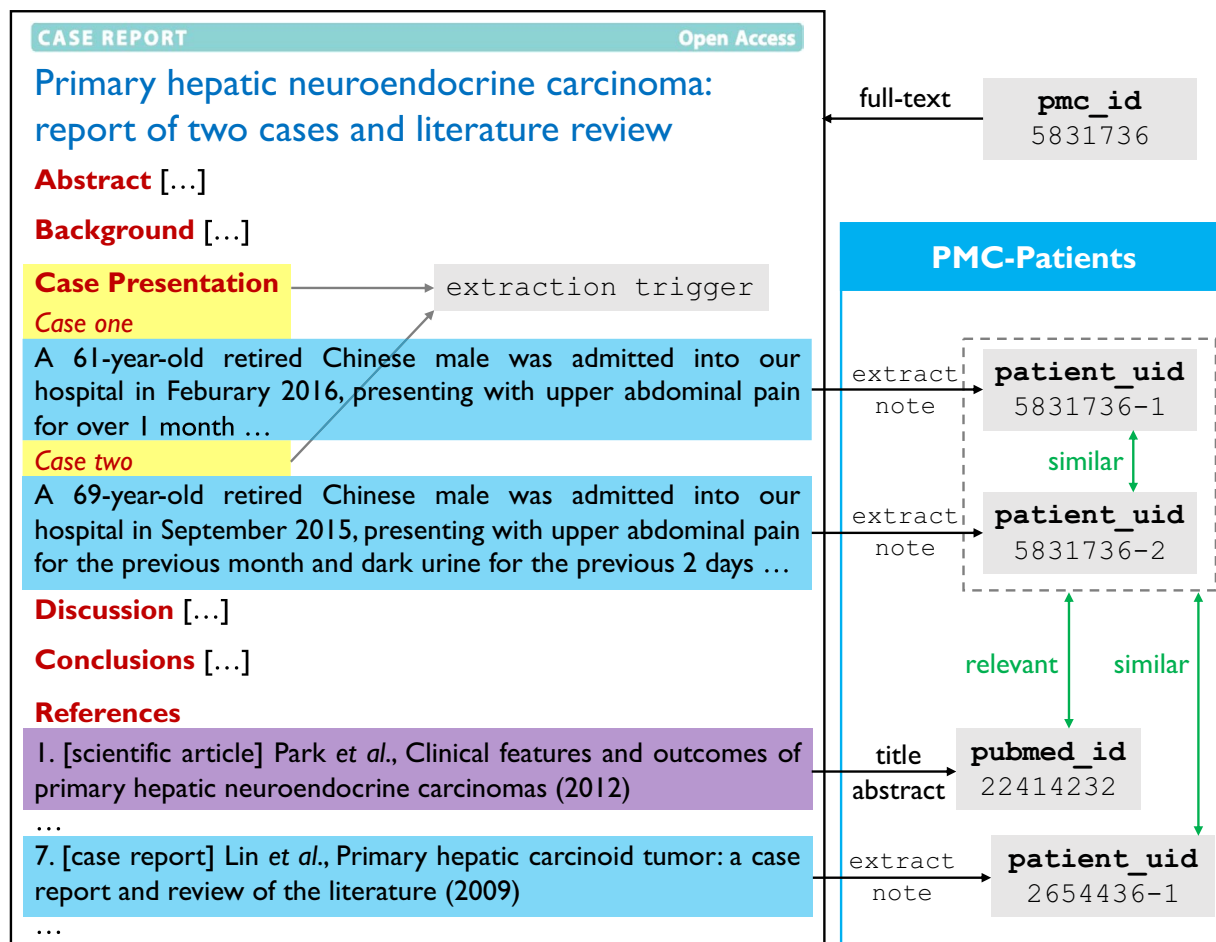 CASE REPORT Open Access
Primary hepatic neuroendocrine carcinoma:
report of two cases and literature review
Abstract […]
Background […]
Case Presentation
Case one
A 61-year-old retired Chinese male was admitted into our
hospital in Feburary 2016, presenting with upper abdominal pain
for over 1 month …
Case two
A 69-year-old retired Chinese male was admitted into our
hospital in September 2015, presenting with upper abdominal pain
for the previous month and dark urine for the previous 2 days …
Discussion […]
Conclusions […]
References
1. [scientific article] Park et al., Clinical features and outcomes of
primary hepatic neuroendocrine carcinomas (2012)
…
7. [case report] Lin et al., Primary hepatic carcinoid tumor: a case
report and review of the literature (2009)
…
extraction trigger
full-text
pmc_id
5831736
PMC-Patients
extract
note
patient_uid
5831736-1
similar
extract
note
patient_uid
5831736-2
relevant
similar
title
abstract
pubmed_id
22414232
extract
note
patient_uid
2654436-1